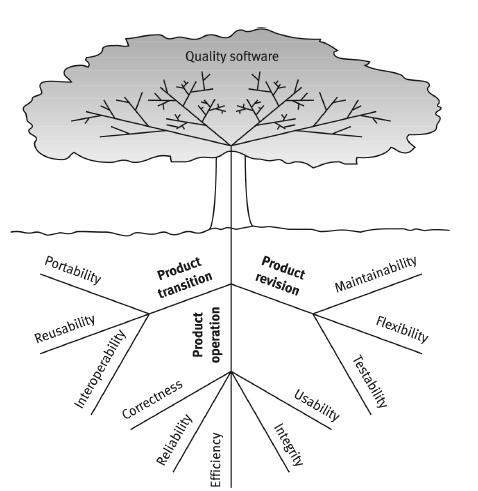 Quality software
Product
transition
Product
revision
Product
operation
Portability
Reusability
Interoperability
Maintainability
Flexibility
Testability
Correctness
Reliability
Efficiency
Integrity
Usability